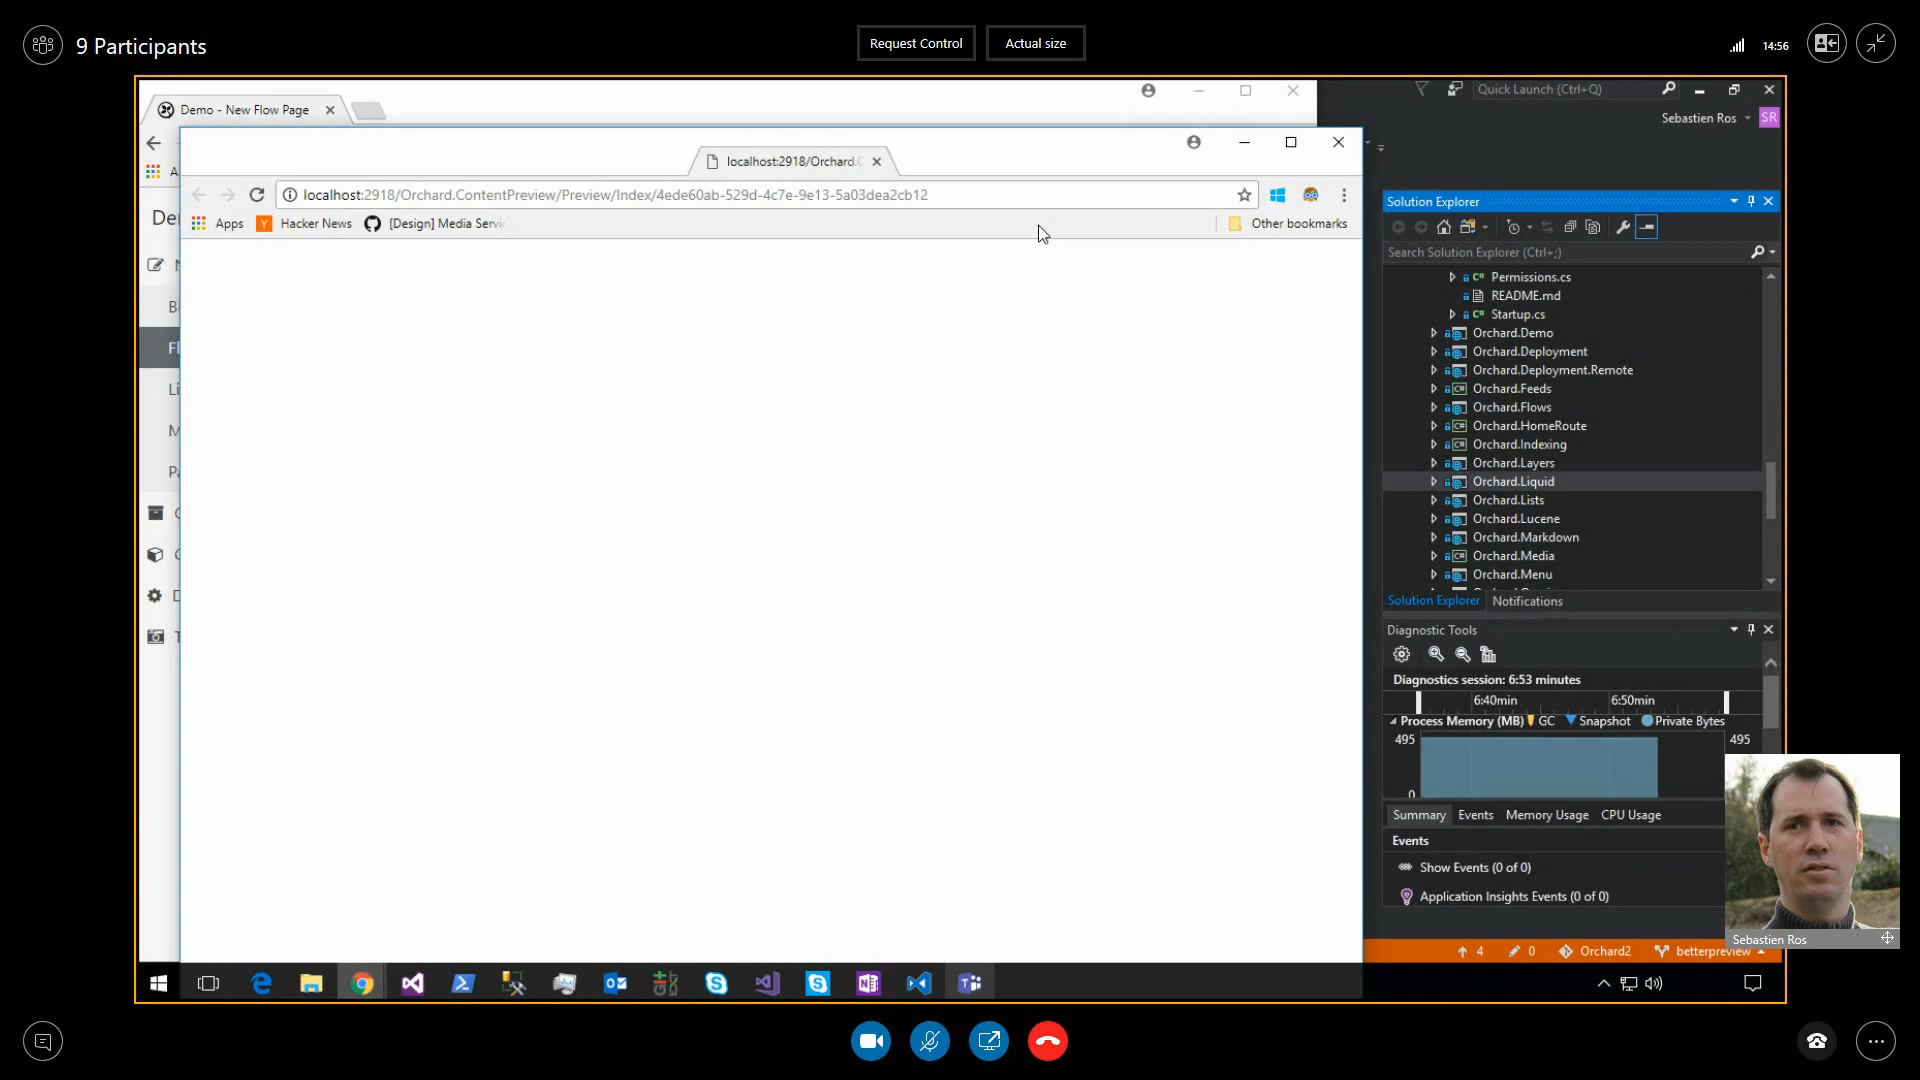 9 Participants
Request Control
Actual size
14:56
Demo - New Flow Page
Quick Launch (Ctrl+Q)
Sebastien Ros
SR
localhost:2918/Orchard.C
localhost:2918/Orchard.ContentPreview/Preview/Index/4ede60ab-529d-4c7e-9e13-5a03dea2cb12
Apps
Hacker News
[Design] Media Servi
Other bookmarks
Solution Explorer
Search Solution Explorer (Ctrl+;)
Permissions.cs
README.md
Startup.cs
Orchard.Demo
Orchard.Deployment
Orchard.Deployment.Remote
Orchard.Feeds
Orchard.Flows
Orchard.HomeRoute
Orchard.Indexing
Orchard.Layers
Orchard.Liquid
Orchard.Lists
Orchard.Lucene
Orchard.Markdown
Orchard.Media
Orchard.Menu
Solution Explorer
Notifications
Diagnostic Tools
Diagnostics session: 6:53 minutes
6:40min
6:50min
Process Memory (MB)
GC
Snapshot
Private Bytes
495
495
0
Summary
Events
Memory Usage
CPU Usage
Events
Show Events (0 of 0)
Application Insights Events (0 of 0)
Sebastien Ros
4
0
Orchard2
betterpreview